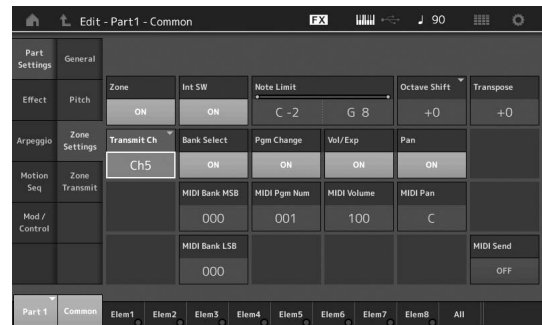 Edit - Part1 - Common FX ♩ 90
Part Settings
General
Effect
Pitch
Arpeggio
Zone Settings
Motion Seq
Zone Transmit
Mod / Control
Zone Int SW Note Limit Octave Shift Transpose
ON ON C -2 G 8 +0 +0
Transmit Ch Bank Select Pgm Change Vol/Exp Pan
Ch5 ON ON ON ON
MIDI Bank MSB MIDI Pgm Num MIDI Volume MIDI Pan
000 001 100 C
MIDI Bank LSB MIDI Send
000 OFF
Part 1 Common Elem1 Elem2 Elem3 Elem4 Elem5 Elem6 Elem7 Elem8 All